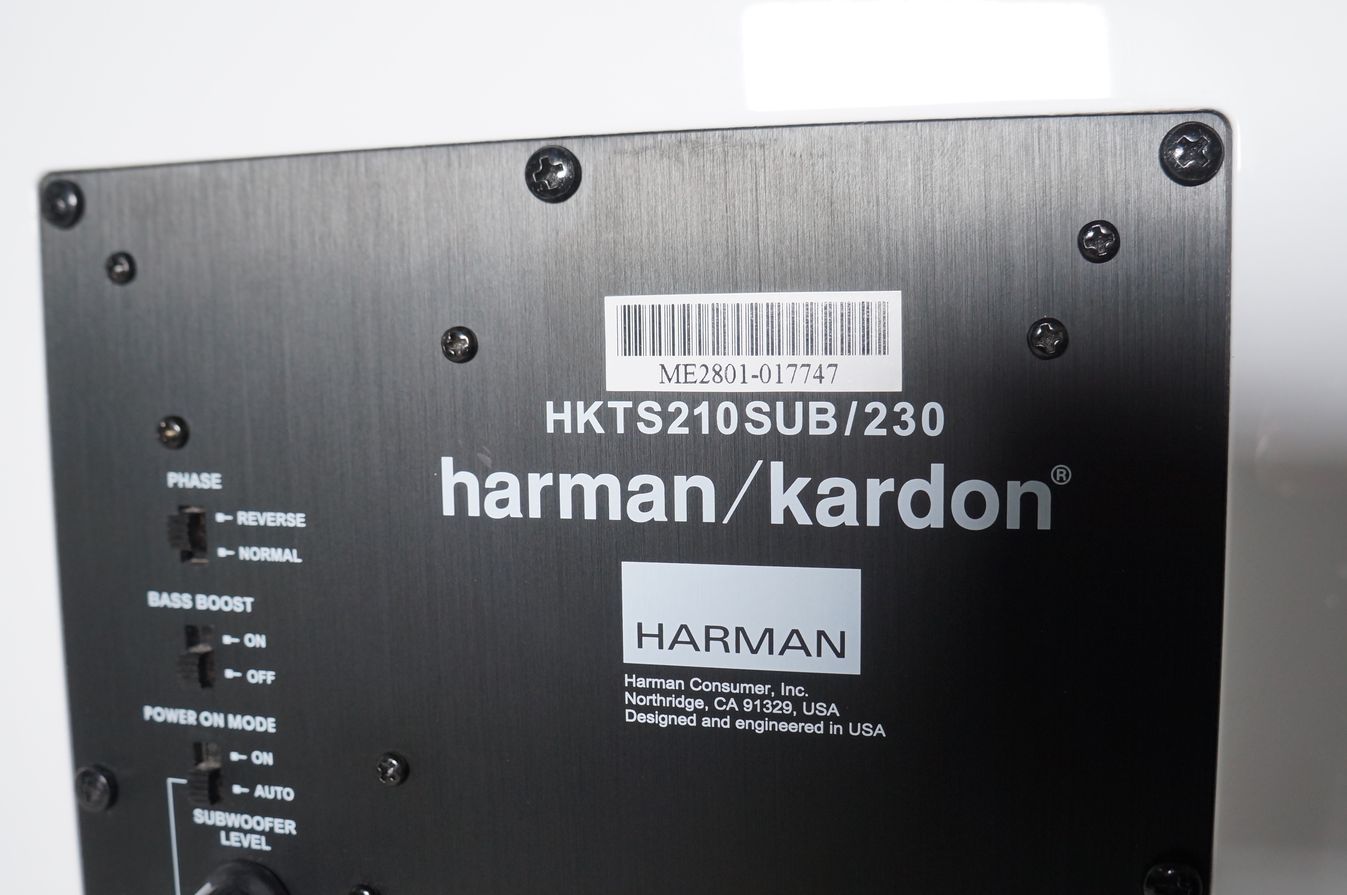 ME2801-017747
HKTS210SUB/230
harman/kardon®
HARMAN
Harman Consumer, Inc.
Northridge, CA 91329, USA
Designed and engineered in USA
PHASE
REVERSE
NORMAL
BASS BOOST
ON
OFF
POWER ON MODE
ON
AUTO
SUBWOOFER
LEVEL